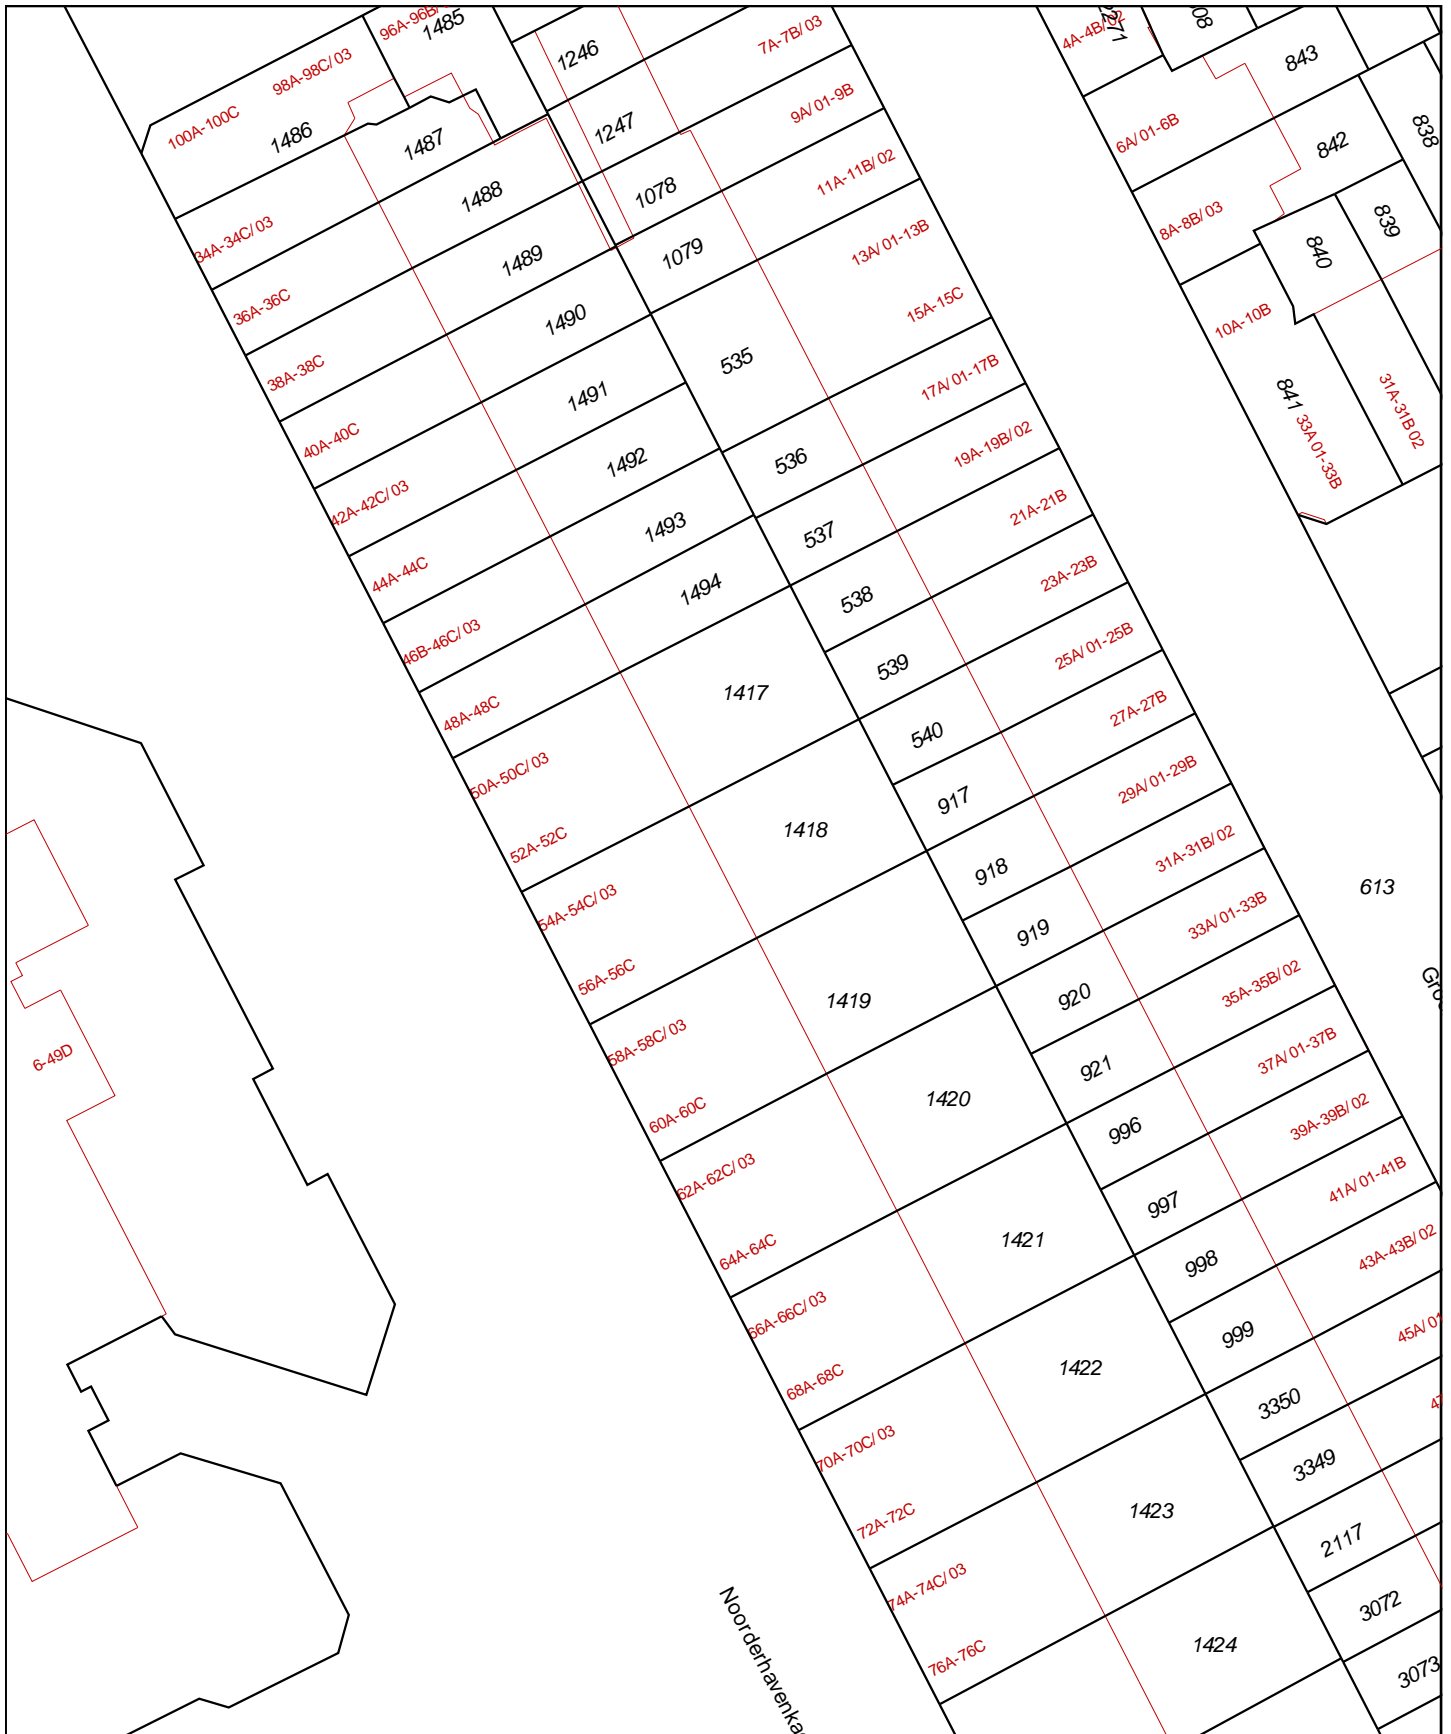 96A-96B/
1485
98A-98C/03
100A-100C
1486
1487
1246
7A-7B/03
1247
9A/01-9B
1488
1078
11A-11B/02
34A-34C/03
1489
1079
13A/01-13B
36A-36C
1490
535
15A-15C
38A-38C
1491
17A/01-17B
40A-40C
1492
536
19A-19B/02
42A-42C/03
1493
537
21A-21B
44A-44C
1494
538
23A-23B
46B-46C/03
539
25A/01-25B
48A-48C
1417
540
27A-27B
50A-50C/03
917
29A/01-29B
52A-52C
1418
918
31A-31B/02
54A-54C/03
919
33A/01-33B
56A-56C
1419
920
35A-35B/02
58A-58C/03
921
37A/01-37B
60A-60C
1420
996
39A-39B/02
62A-62C/03
997
41A/01-41B
64A-64C
1421
998
43A-43B/02
66A-66C/03
999
45A/01
68A-68C
1422
3350
47
70A-70C/03
3349
72A-72C
1423
2117
74A-74C/03
3072
76A-76C
1424
3073
4A-4B/02
271
08
843
6A/01-6B
842
838
8A-8B/03
839
840
10A-10B
841
33A 01-33B
31A-31B 02
613
Gro
6-49D
Noorderhavenka